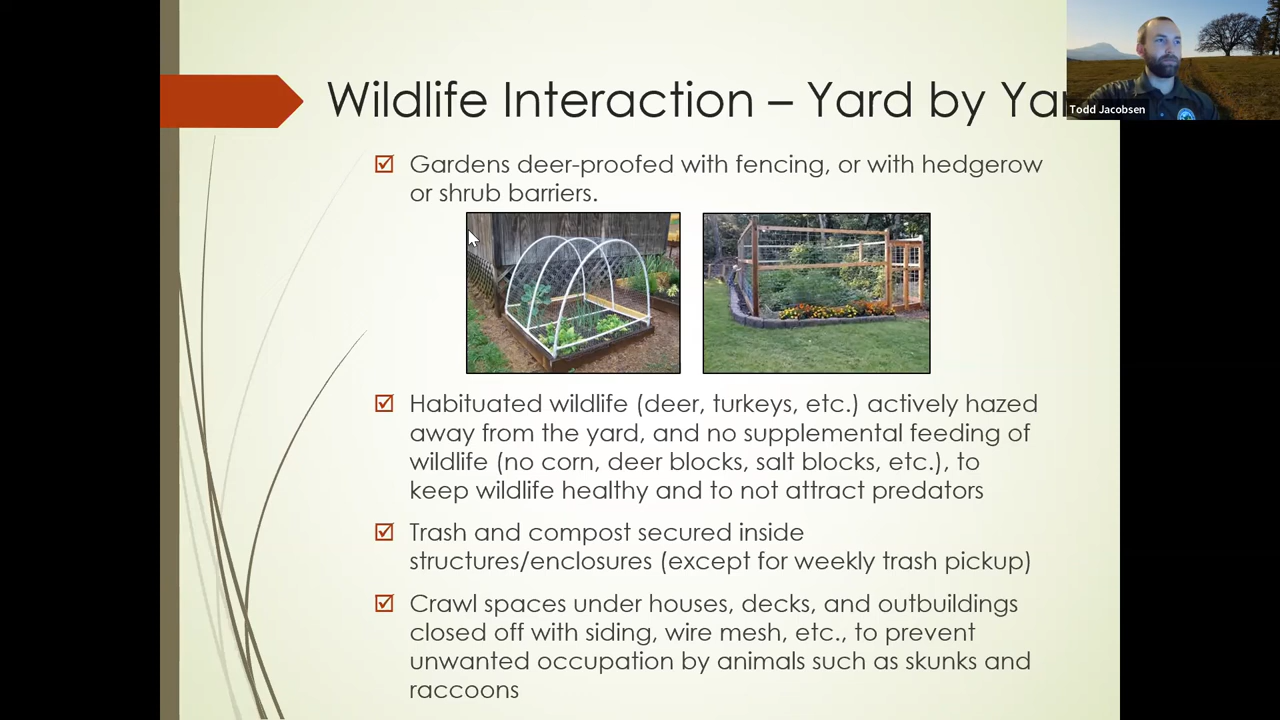 Wildlife Interaction – Yard by
Todd Jacobsen
Gardens deer-proofed with fencing, or with hedgerow
or shrub barriers.
Habituated wildlife (deer, turkeys, etc.) actively hazed
away from the yard, and no supplemental feeding of
wildlife (no corn, deer blocks, salt blocks, etc.), to
keep wildlife healthy and to not attract predators
Trash and compost secured inside
structures/enclosures (except for weekly trash pickup)
Crawl spaces under houses, decks, and outbuildings
closed off with siding, wire mesh, etc., to prevent
unwanted occupation by animals such as skunks and
raccoons